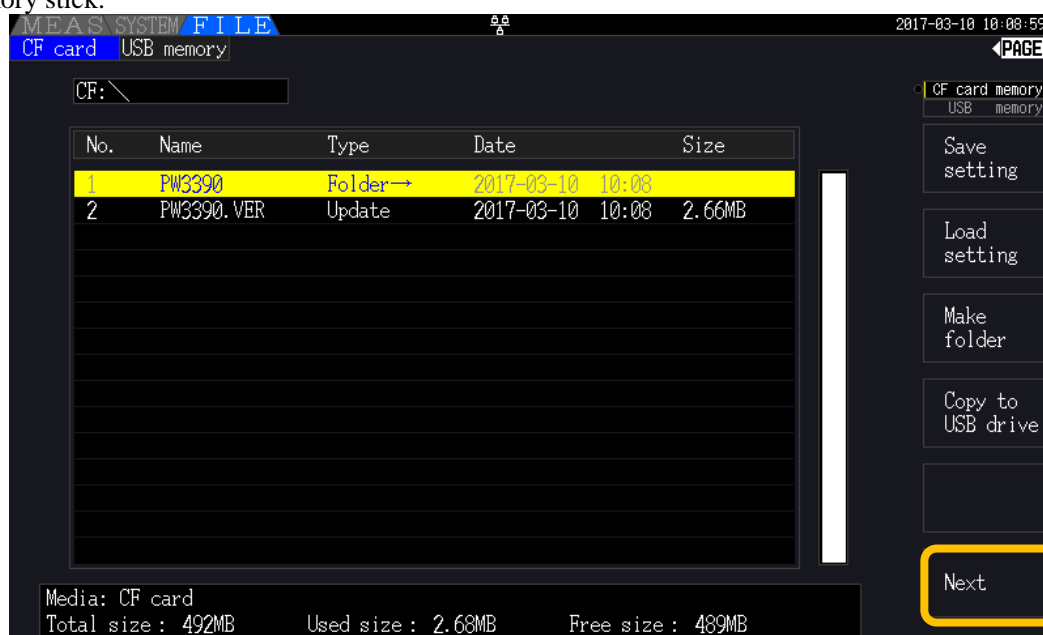 ory stick.
MEAS SYSTEM FILE 2017-03-10 10:08:59
CF card USB memory PAGE
CF:\
CF card memory
USB memory
No. Name Type Date Size
1 PW3390 Folder→ 2017-03-10 10:08
2 PW3390.VER Update 2017-03-10 10:08 2.66MB
Save
setting
Load
setting
Make
folder
Copy to
USB drive
Next
Media: CF card
Total size : 492MB Used size : 2.68MB Free size : 489MB